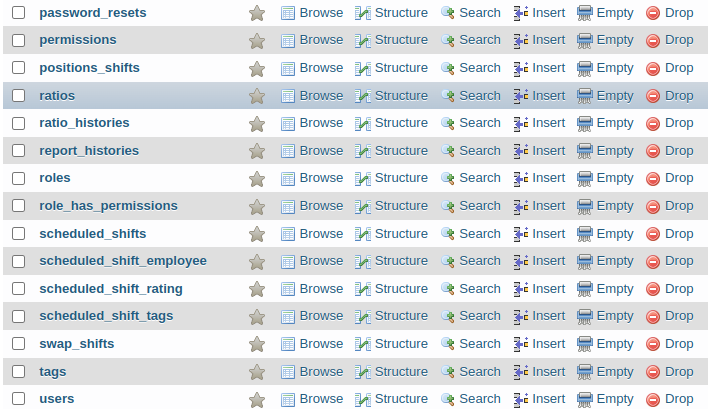 password_resets Browse Structure Search Insert Empty Drop
permissions Browse Structure Search Insert Empty Drop
positions_shifts Browse Structure Search Insert Empty Drop
ratios Browse Structure Search Insert Empty Drop
ratio_histories Browse Structure Search Insert Empty Drop
report_histories Browse Structure Search Insert Empty Drop
roles Browse Structure Search Insert Empty Drop
role_has_permissions Browse Structure Search Insert Empty Drop
scheduled_shifts Browse Structure Search Insert Empty Drop
scheduled_shift_employee Browse Structure Search Insert Empty Drop
scheduled_shift_rating Browse Structure Search Insert Empty Drop
scheduled_shift_tags Browse Structure Search Insert Empty Drop
swap_shifts Browse Structure Search Insert Empty Drop
tags Browse Structure Search Insert Empty Drop
users Browse Structure Search Insert Empty Drop